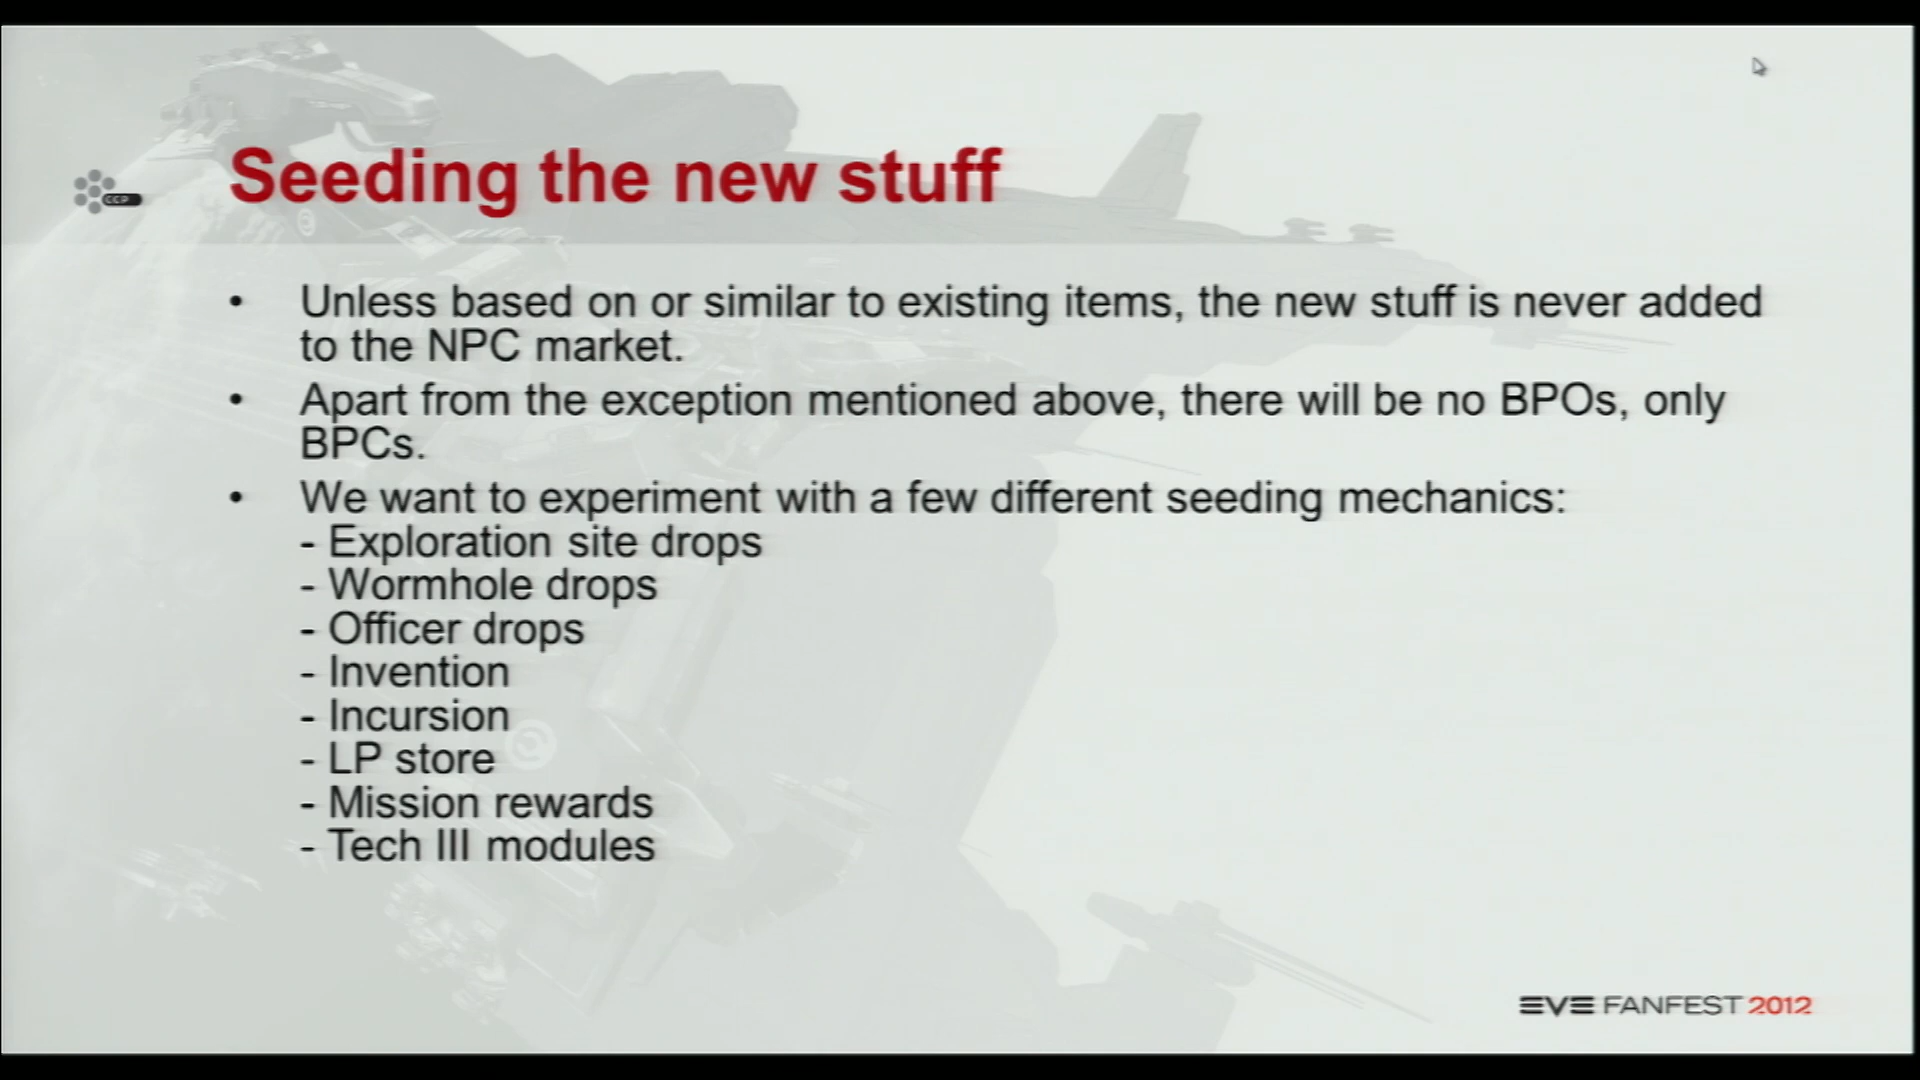 CCP
Seeding the new stuff
• Unless based on or similar to existing items, the new stuff is never added
to the NPC market.
• Apart from the exception mentioned above, there will be no BPOs, only
BPCs.
• We want to experiment with a few different seeding mechanics:
- Exploration site drops
- Wormhole drops
- Officer drops
- Invention
- Incursion
- LP store
- Mission rewards
- Tech III modules
EVE FANFEST 2012